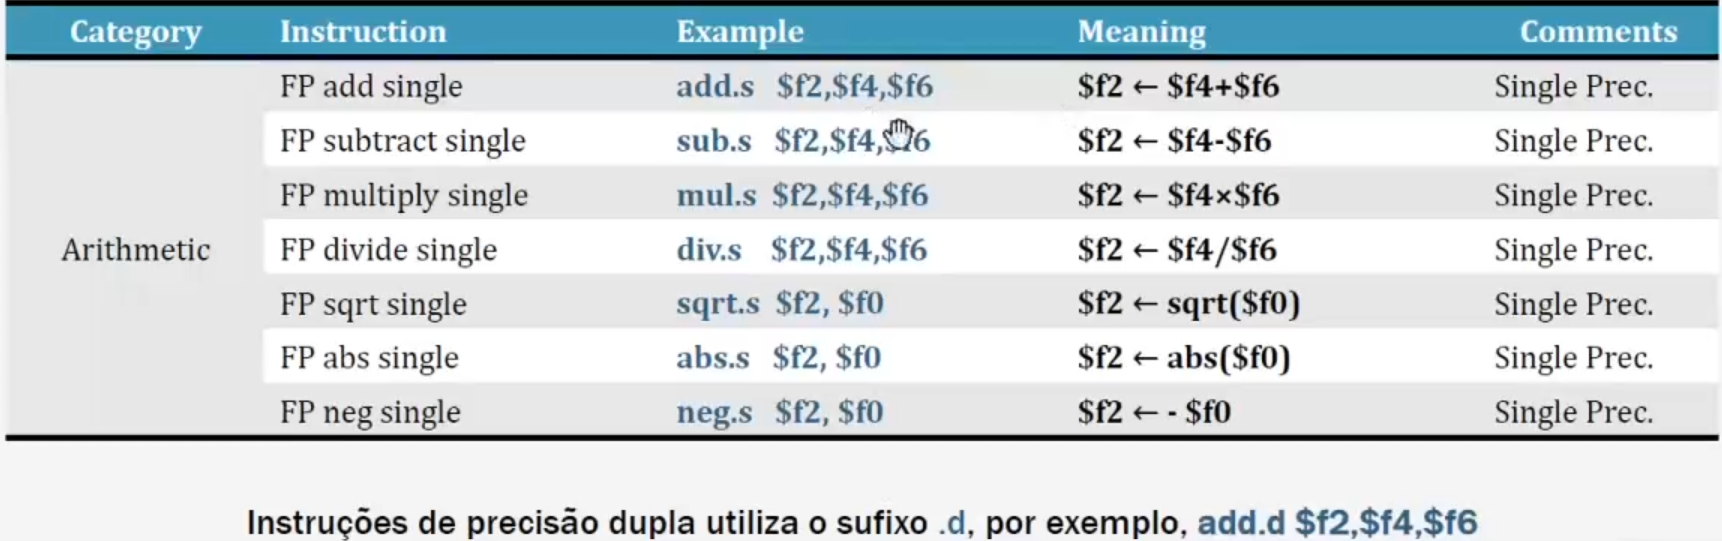 Category Instruction Example Meaning Comments
FP add single add.s $f2,$f4,$f6 $f2 ← $f4+$f6 Single Prec.
FP subtract single sub.s $f2,$f4,$f6 $f2 ← $f4-$f6 Single Prec.
FP multiply single mul.s $f2,$f4,$f6 $f2 ← $f4×$f6 Single Prec.
Arithmetic FP divide single div.s $f2,$f4,$f6 $f2 ← $f4/$f6 Single Prec.
FP sqrt single sqrt.s $f2, $f0 $f2 ← sqrt($f0) Single Prec.
FP abs single abs.s $f2, $f0 $f2 ← abs($f0) Single Prec.
FP neg single neg.s $f2, $f0 $f2 ← - $f0 Single Prec.
Instruções de precisão dupla utiliza o sufixo .d, por exemplo, add.d $f2,$f4,$f6